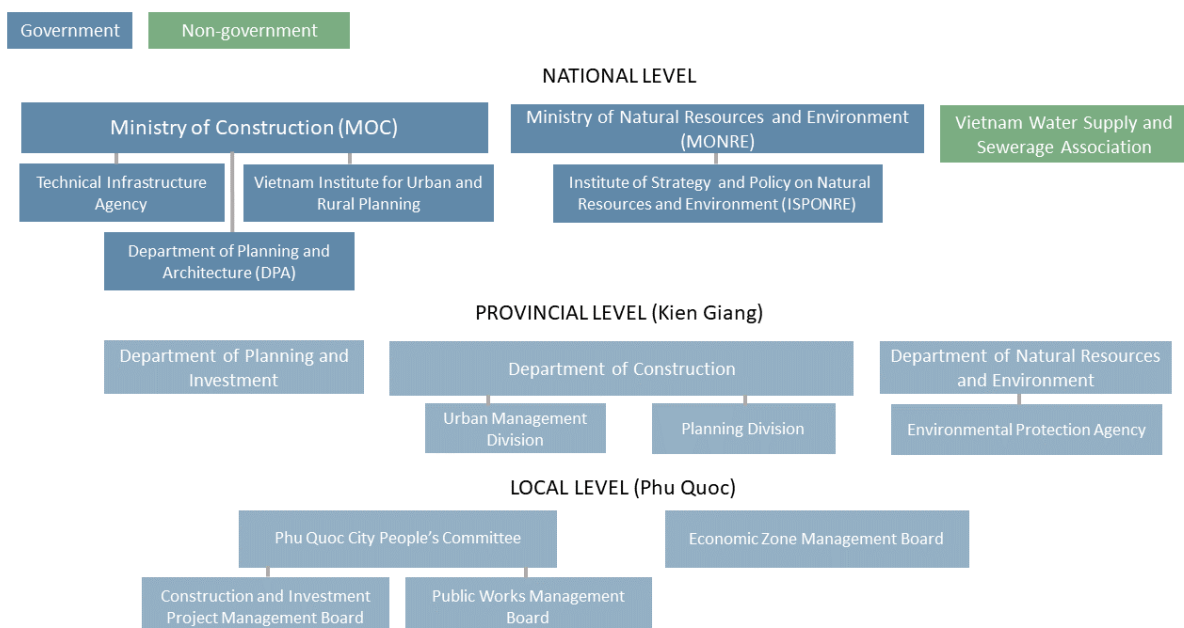 Government
Non-government
NATIONAL LEVEL
Ministry of Construction (MOC)
Technical Infrastructure
Agency
Vietnam Institute for Urban and
Rural Planning
Department of Planning and
Architecture (DPA)
Ministry of Natural Resources and Environment
(MONRE)
Institute of Strategy and Policy on Natural
Resources and Environment (ISPONRE)
Vietnam Water Supply and
Sewerage Association
PROVINCIAL LEVEL (Kien Giang)
Department of Planning and
Investment
Department of Construction
Urban Management
Division
Planning Division
Department of Natural Resources
and Environment
Environmental Protection Agency
LOCAL LEVEL (Phu Quoc)
Phu Quoc City People's Committee
Construction and Investment
Project Management Board
Public Works Management
Board
Economic Zone Management Board